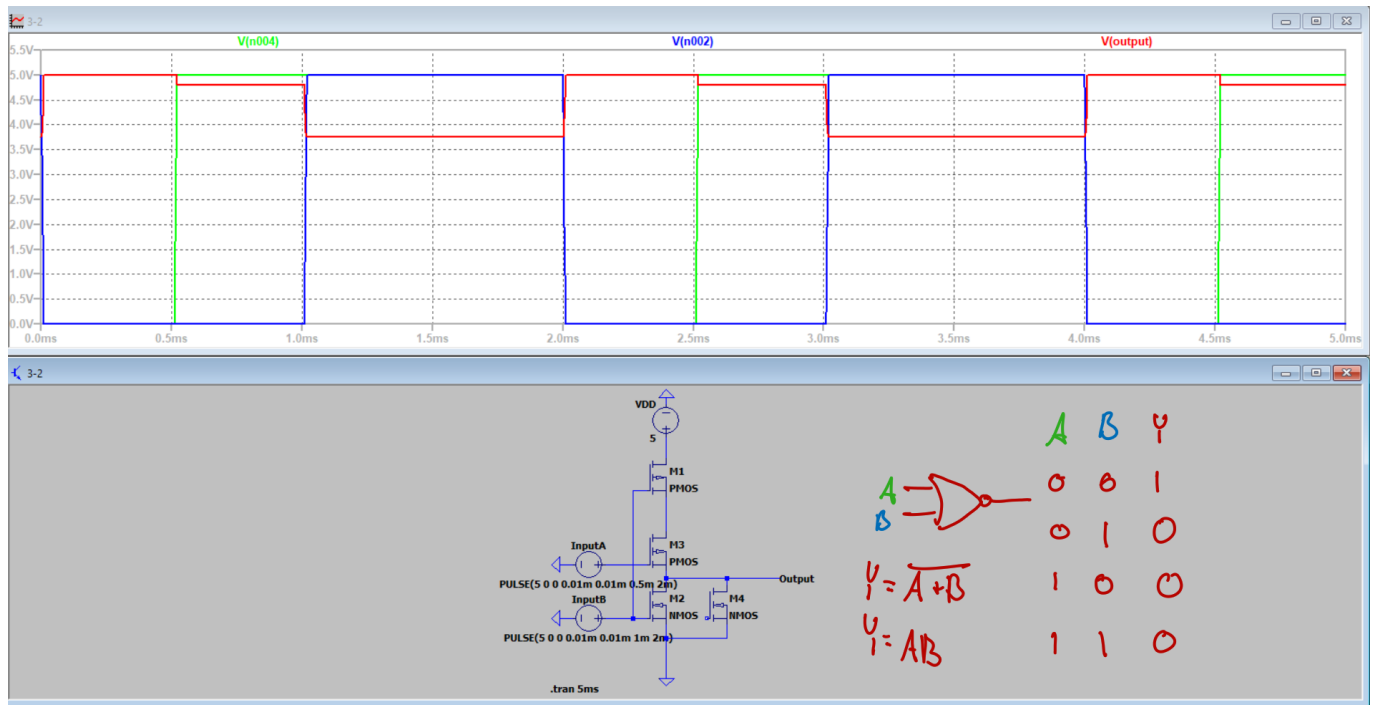 3-2
V(n004) V(n002) V(output)
5.5V
5.0V
4.5V
4.0V
3.5V
3.0V
2.5V
2.0V
1.5V
1.0V
0.5V
0.0V
0.0ms 0.5ms 1.0ms 1.5ms 2.0ms 2.5ms 3.0ms 3.5ms 4.0ms 4.5ms 5.0ms
3-2
VDD
5
M1
PMOS
InputA
M3
PMOS
PULSE(5 0 0 0.01m 0.01m 0.5m 2m)
Output
InputB
M2
NMOS
M4
NMOS
PULSE(5 0 0 0.01m 0.01m 1m 2m)
.tran 5ms
A
B
Y = A+B
Y = AB
A B Y
0 0 1
0 1 0
1 0 0
1 1 0